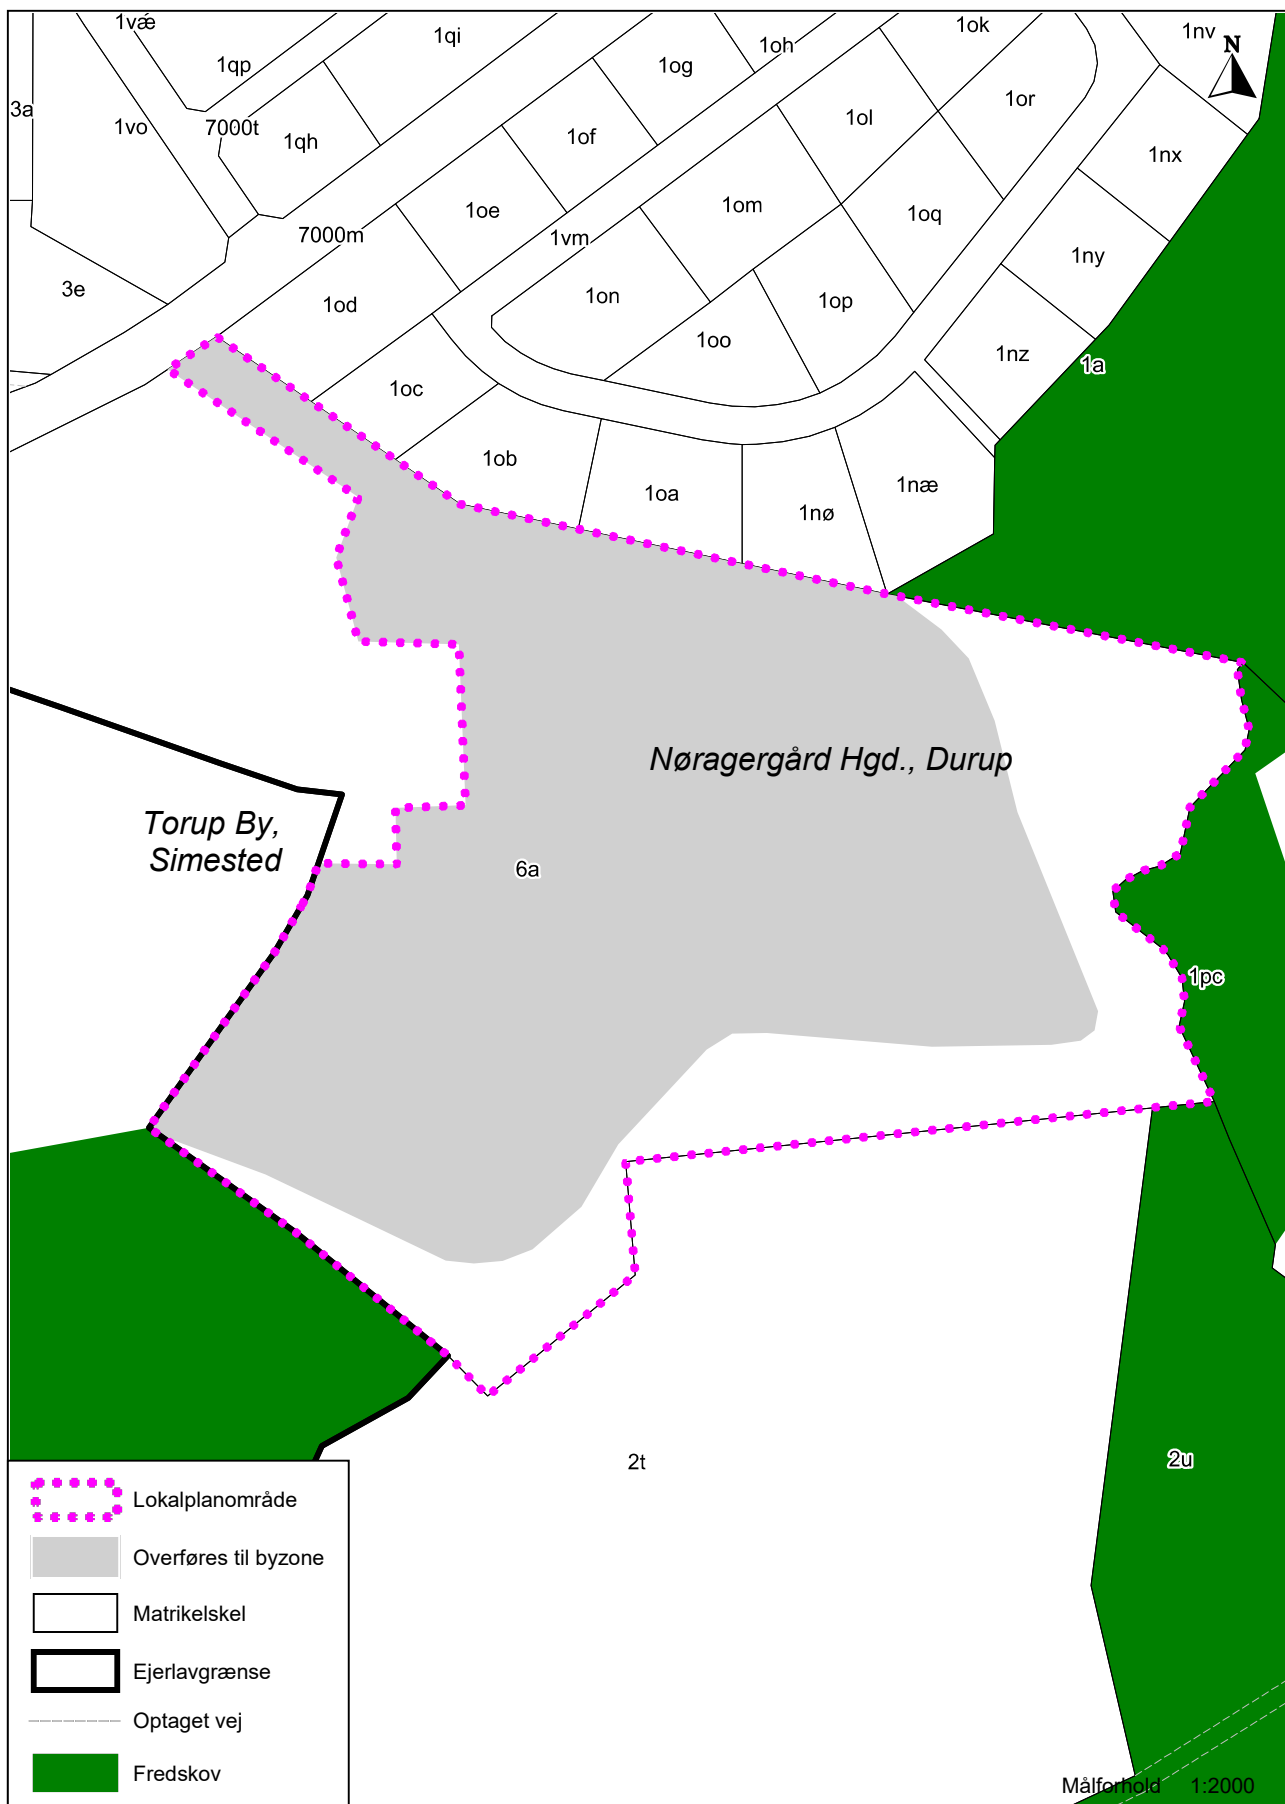 1væ
1qi
1oh
1ok
1nv
N
1qp
1og
3a
1vo
7000t
1qh
1of
1ol
1or
1nx
1oe
1om
1oq
7000m
1vm
1ny
3e
1od
1on
1op
1oo
1nz
1a
1oc
1ob
1oa
1nø
1næ
Nøragergård Hgd., Durup
Torup By,
Simested
6a
1pc
2t
2u
Lokalplanområde
Overføres til byzone
Matrikelskel
Ejerlavgrænse
Optaget vej
Fredskov
Målforhold 1:2000